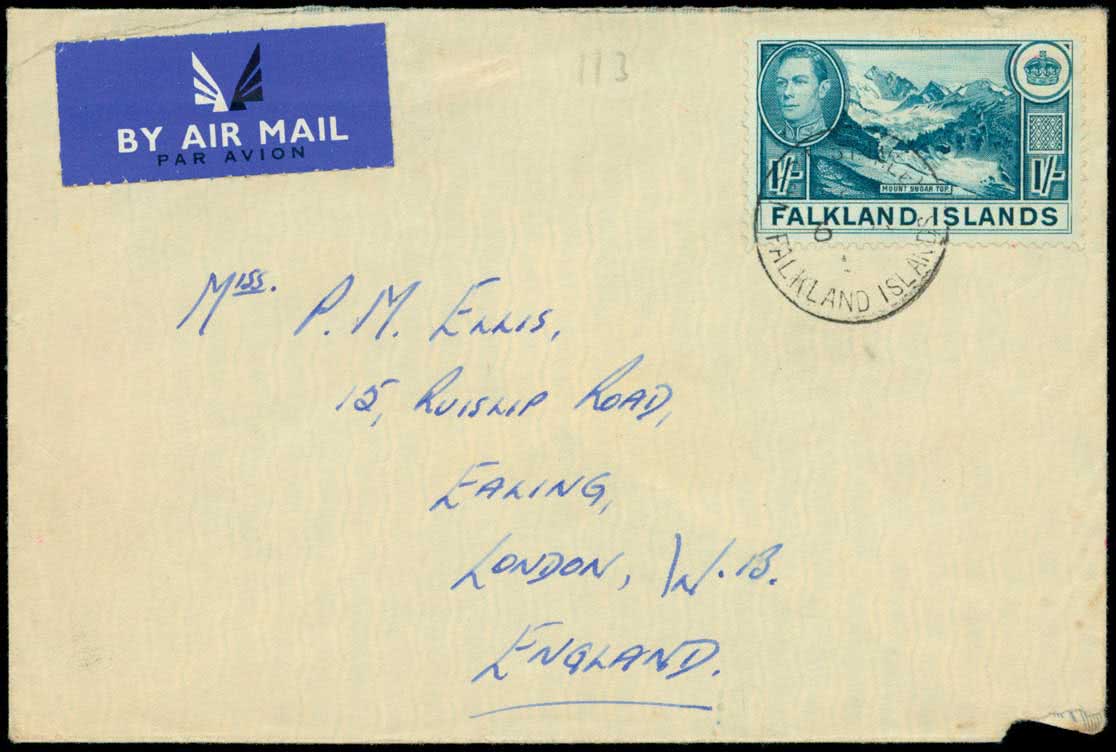 113
BY AIR MAIL
PAR AVION
1/- 1/-
MOUNT SUGAR TOP.
FALKLAND ISLANDS
FALKLAND ISLANDS
Miss. P. M. ELLIS,
15, RUISLIP ROAD,
EALING,
LONDON, W.13.
ENGLAND.